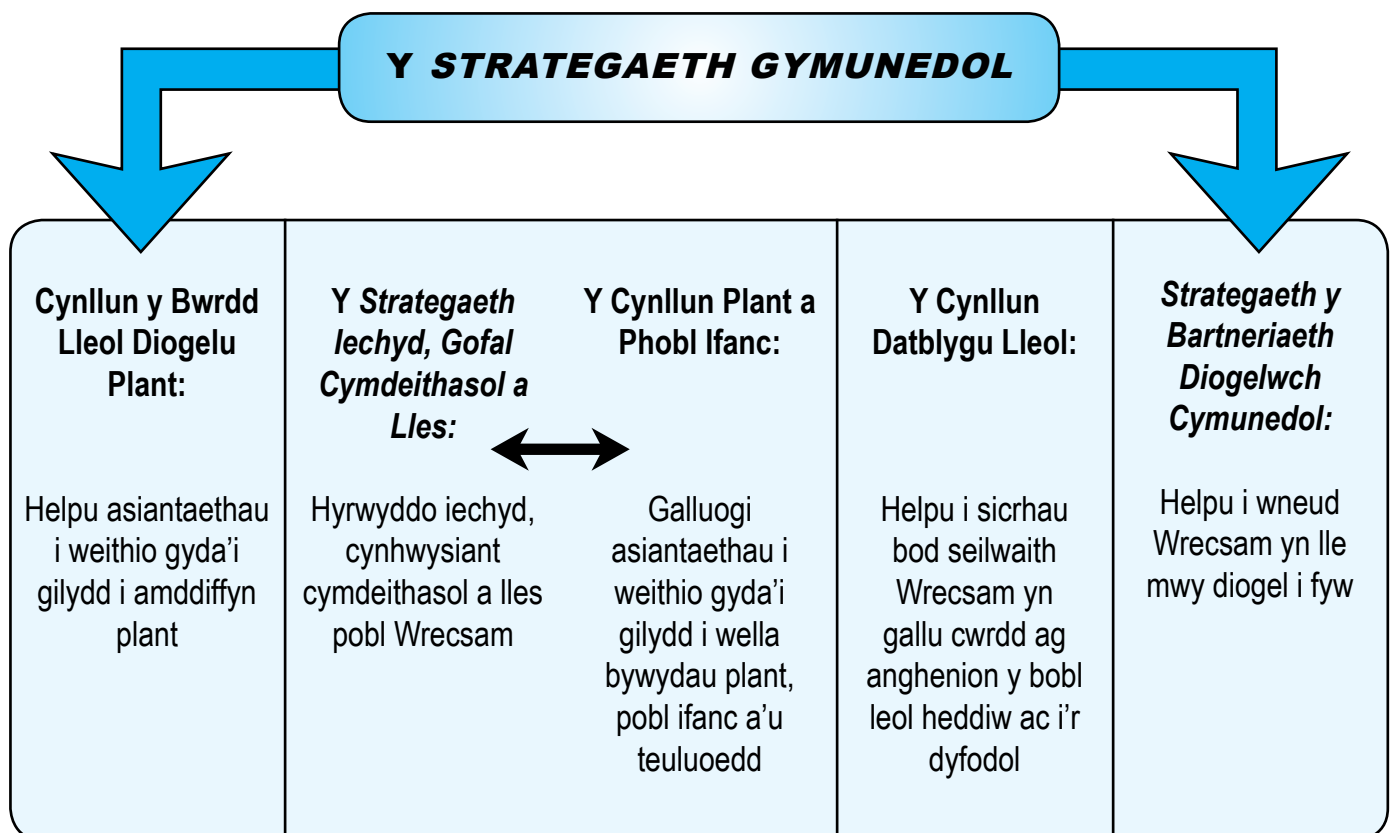 Y STRATEGAETH GYMUNEDOL
Cynllun y Bwrdd
Lleol Diogelu
Plant:
Helpu asiantaethau
i weithio gyda’i
gilydd i amddiffyn
plant
Y Strategaeth
Iechyd, Gofal
Cymdeithasol a
Lles:
Hyrwyddo iechyd,
cynhwysiant
cymdeithasol a lles
pobl Wrecsam
Y Cynllun Plant a
Phobl Ifanc:
Galluogi
asiantaethau i
weithio gyda’i
gilydd i wella
bywydau plant,
pobl ifanc a’u
teuluoedd
Y Cynllun
Datblygu Lleol:
Helpu i sicrhau
bod seilwaith
Wrecsam yn
gallu cwrdd ag
anghenion y bobl
leol heddiw ac i’r
dyfodol
Strategaeth y
Bartneriaeth
Diogelwch
Cymunedol:
Helpu i wneud
Wrecsam yn lle
mwy diogel i fyw